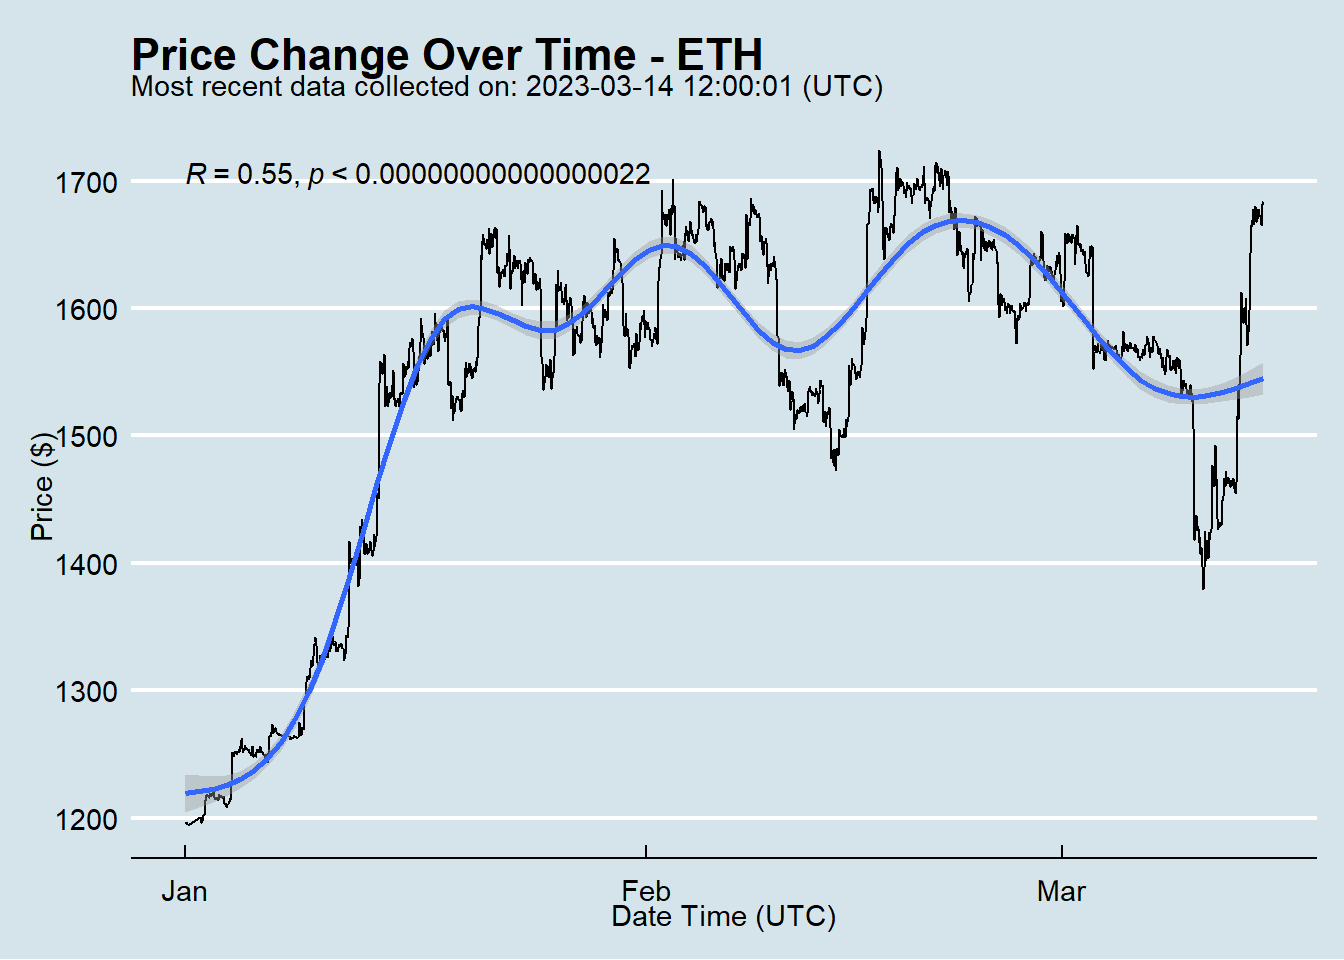 Price Change Over Time - ETH
Most recent data collected on: 2023-03-14 12:00:01 (UTC)
R = 0.55, p < 0.00000000000000022
1700
1600
1500
1400
1300
1200
Price ($)
Jan
Feb
Mar
Date Time (UTC)